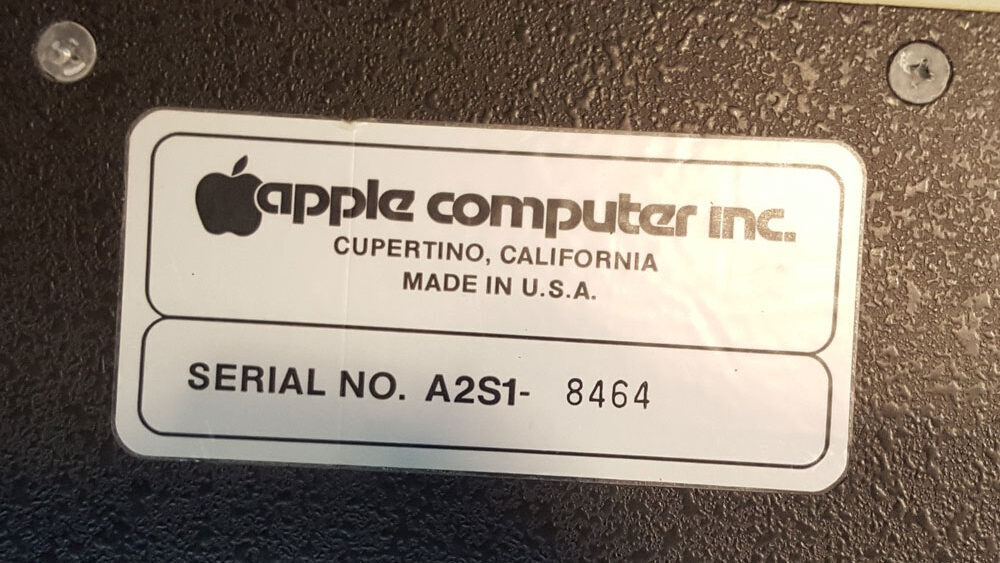 apple computer inc.
CUPERTINO, CALIFORNIA
MADE IN U.S.A.
SERIAL NO. A2S1- 8464